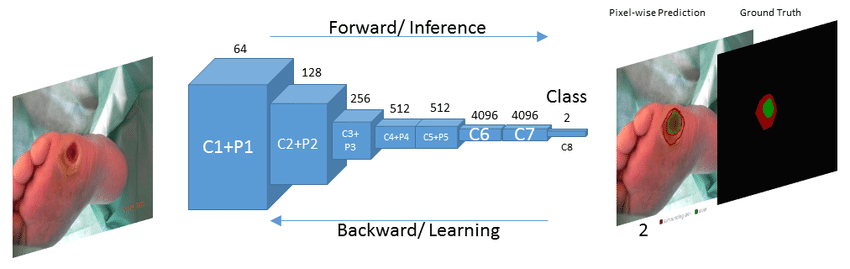 Forward/ Inference
Pixel-wise Prediction
Ground Truth
64
128
256
512
512
4096
4096
Class
2
C1+P1
C2+P2
C3+
P3
C4+P4
C5+P5
C6
C7
C8
Backward/ Learning
2